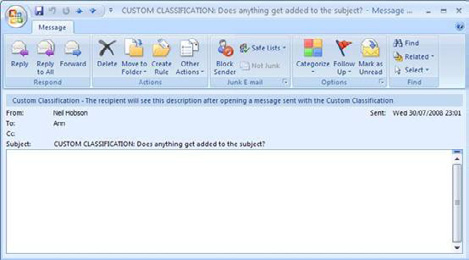 CUSTOM CLASSIFICATION: Does anything get added to the subject? - Message ...
Message
Reply
Reply to All
Forward
Respond
Delete
Move to Folder
Create Rule
Other Actions
Actions
Block Sender
Safe Lists
Not Junk
Junk E-mail
Categorize
Follow Up
Mark as Unread
Options
Find
Related
Select
Find
Custom Classification - The recipient will see this description after opening a message sent with the Custom Classification
From: Neil Hobson Sent: Wed 30/07/2008 23:01
To: Ann
Cc:
Subject: CUSTOM CLASSIFICATION: Does anything get added to the subject?